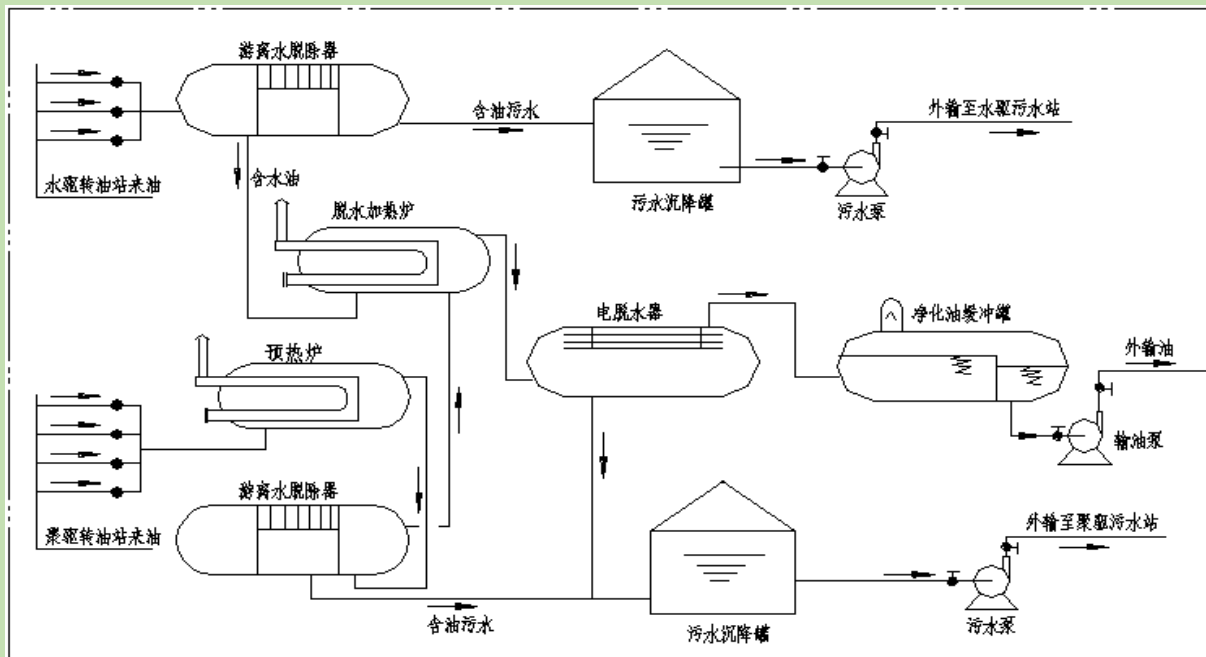 游离水脱除器
含油污水
外输至水驱污水站
水驱转油站来油
含水油
污水沉降罐
污水泵
脱水加热炉
电脱水器
净化油缓冲罐
外输油
预热炉
输油泵
游离水脱除器
聚驱转油站来油
外输至聚驱污水站
含油污水
污水沉降罐
污水泵